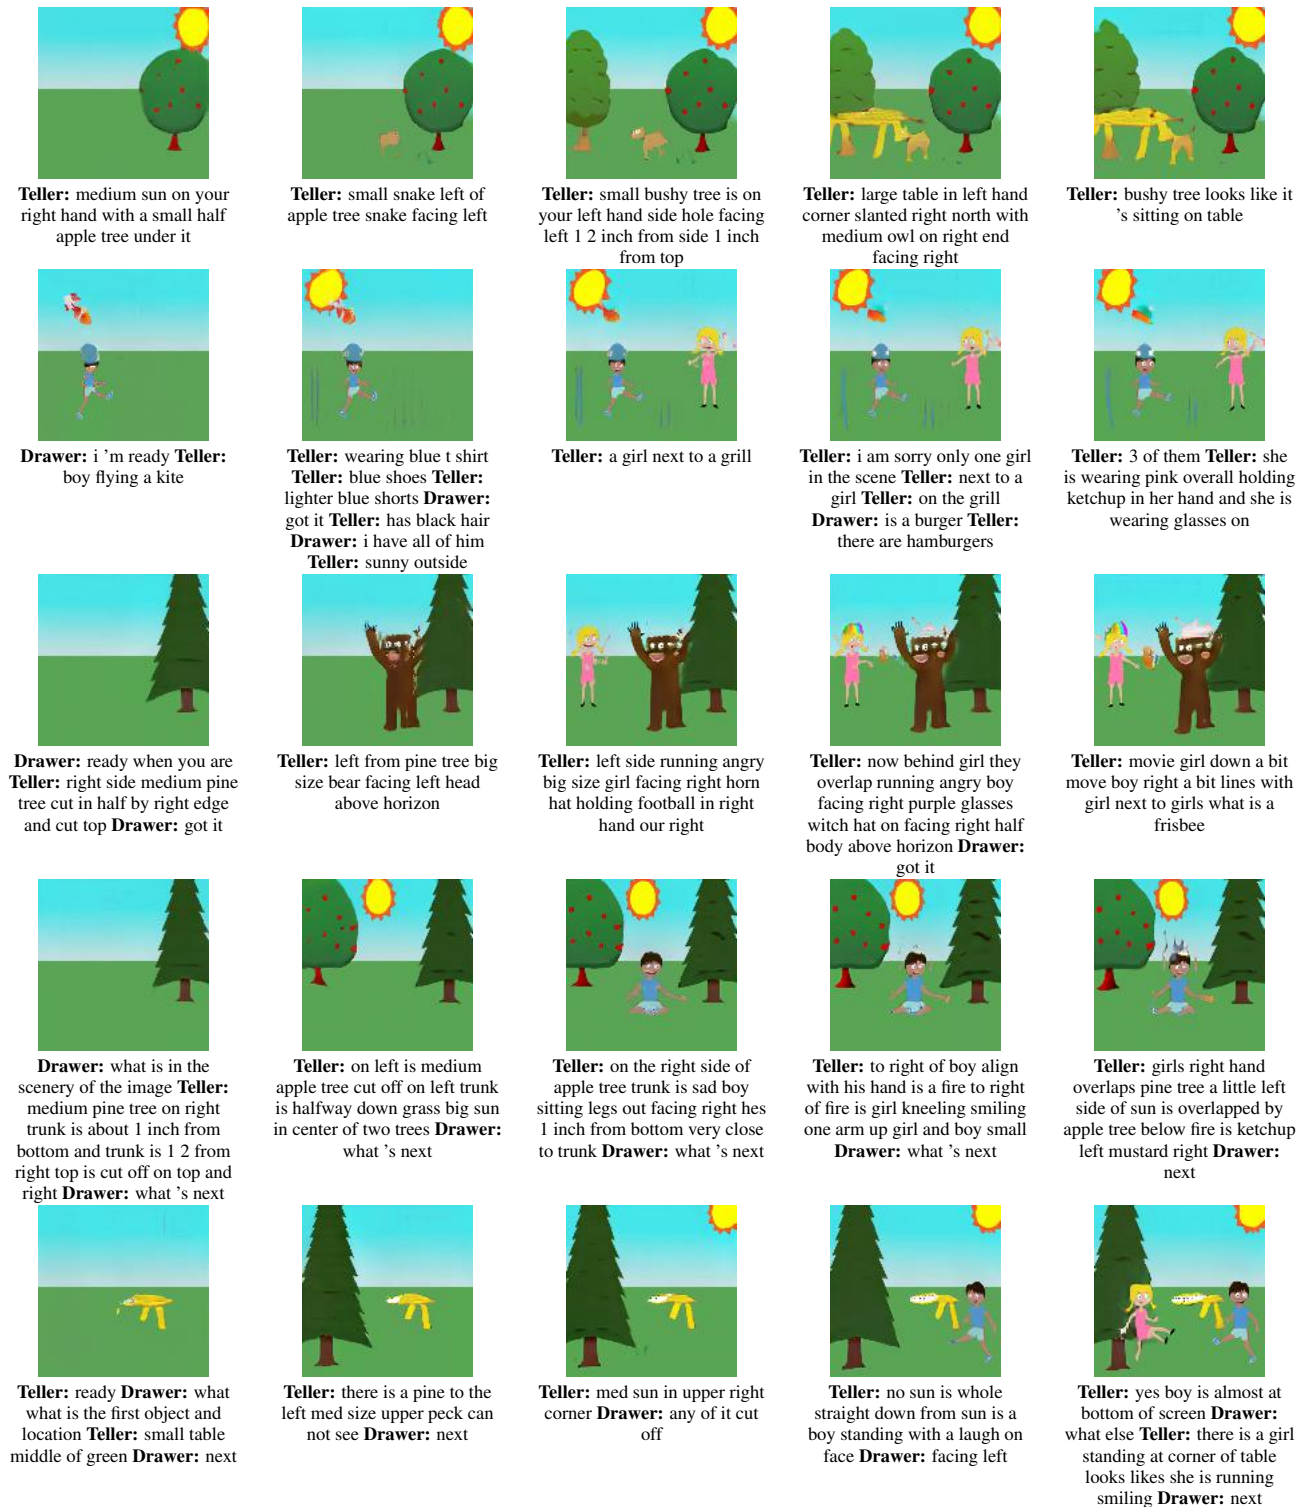 Teller: medium sun on your
right hand with a small half
apple tree under it
Teller: small snake left of
apple tree snake facing left
Teller: small bushy tree is on
your left hand side hole facing
left 1 2 inch from side 1 inch
from top
Teller: large table in left hand
corner slanted right north with
medium owl on right end
facing right
Teller: bushy tree looks like it
's sitting on table
Drawer: i 'm ready Teller:
boy flying a kite
Teller: wearing blue t shirt
Teller: blue shoes Teller:
lighter blue shorts Drawer:
got it Teller: has black hair
Drawer: i have all of him
Teller: sunny outside
Teller: a girl next to a grill
Teller: i am sorry only one girl
in the scene Teller: next to a
girl Teller: on the grill
Drawer: is a burger Teller:
there are hamburgers
Teller: 3 of them Teller: she
is wearing pink overall holding
ketchup in her hand and she is
wearing glasses on
Drawer: ready when you are
Teller: right side medium pine
tree cut in half by right edge
and cut top Drawer: got it
Teller: left from pine tree big
size bear facing left head
above horizon
Teller: left side running angry
big size girl facing right horn
hat holding football in right
hand our right
Teller: now behind girl they
overlap running angry boy
facing right purple glasses
witch hat on facing right half
body above horizon Drawer:
got it
Teller: movie girl down a bit
move boy right a bit lines with
girl next to girls what is a
frisbee
Drawer: what is in the
scenery of the image Teller:
medium pine tree on right
trunk is about 1 inch from
bottom and trunk is 1 2 from
right top is cut off on top and
right Drawer: what 's next
Teller: on left is medium
apple tree cut off on left trunk
is halfway down grass big sun
in center of two trees Drawer:
what 's next
Teller: on the right side of
apple tree trunk is sad boy
sitting legs out facing right hes
1 inch from bottom very close
to trunk Drawer: what 's next
Teller: to right of boy align
with his hand is a fire to right
of fire is girl kneeling smiling
one arm up girl and boy small
Drawer: what 's next
Teller: girls right hand
overlaps pine tree a little left
side of sun is overlapped by
apple tree below fire is ketchup
left mustard right Drawer:
next
Teller: ready Drawer: what
what is the first object and
location Teller: small table
middle of green Drawer: next
Teller: there is a pine to the
left med size upper peck can
not see Drawer: next
Teller: med sun in upper right
corner Drawer: any of it cut
off
Teller: no sun is whole
straight down from sun is a
boy standing with a laugh on
face Drawer: facing left
Teller: yes boy is almost at
bottom of screen Drawer:
what else Teller: there is a girl
standing at corner of table
looks likes she is running
smiling Drawer: next